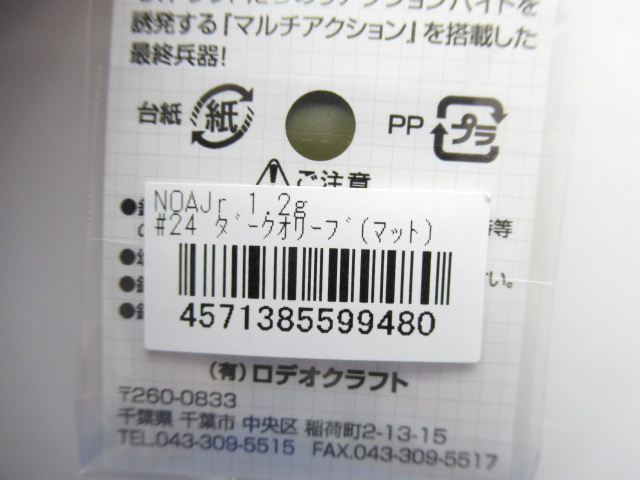 誘発する「マルチアクション」を搭載した
最終兵器!
台紙 紙 PP プラ
ご注意
NOAJr 1.2g
#24 ダークオリーブ(マット)
等
い。
4571385599480
(有)ロデオクラフト
〒260-0833
千葉県 千葉市 中央区 稲荷町2-13-15
TEL.043-309-5515 FAX.043-309-5517